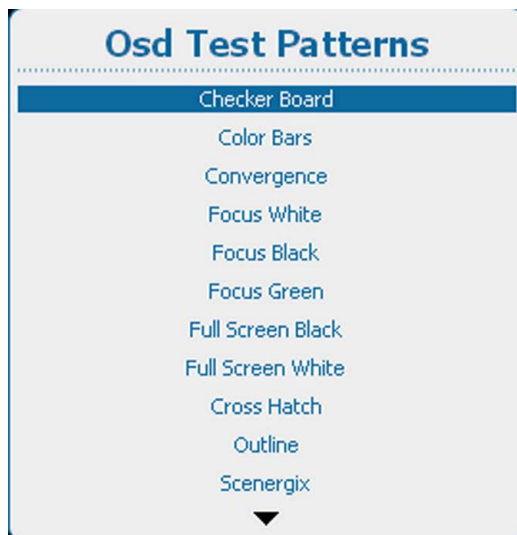 Osd Test Patterns
Checker Board
Color Bars
Convergence
Focus White
Focus Black
Focus Green
Full Screen Black
Full Screen White
Cross Hatch
Outline
Scenergix